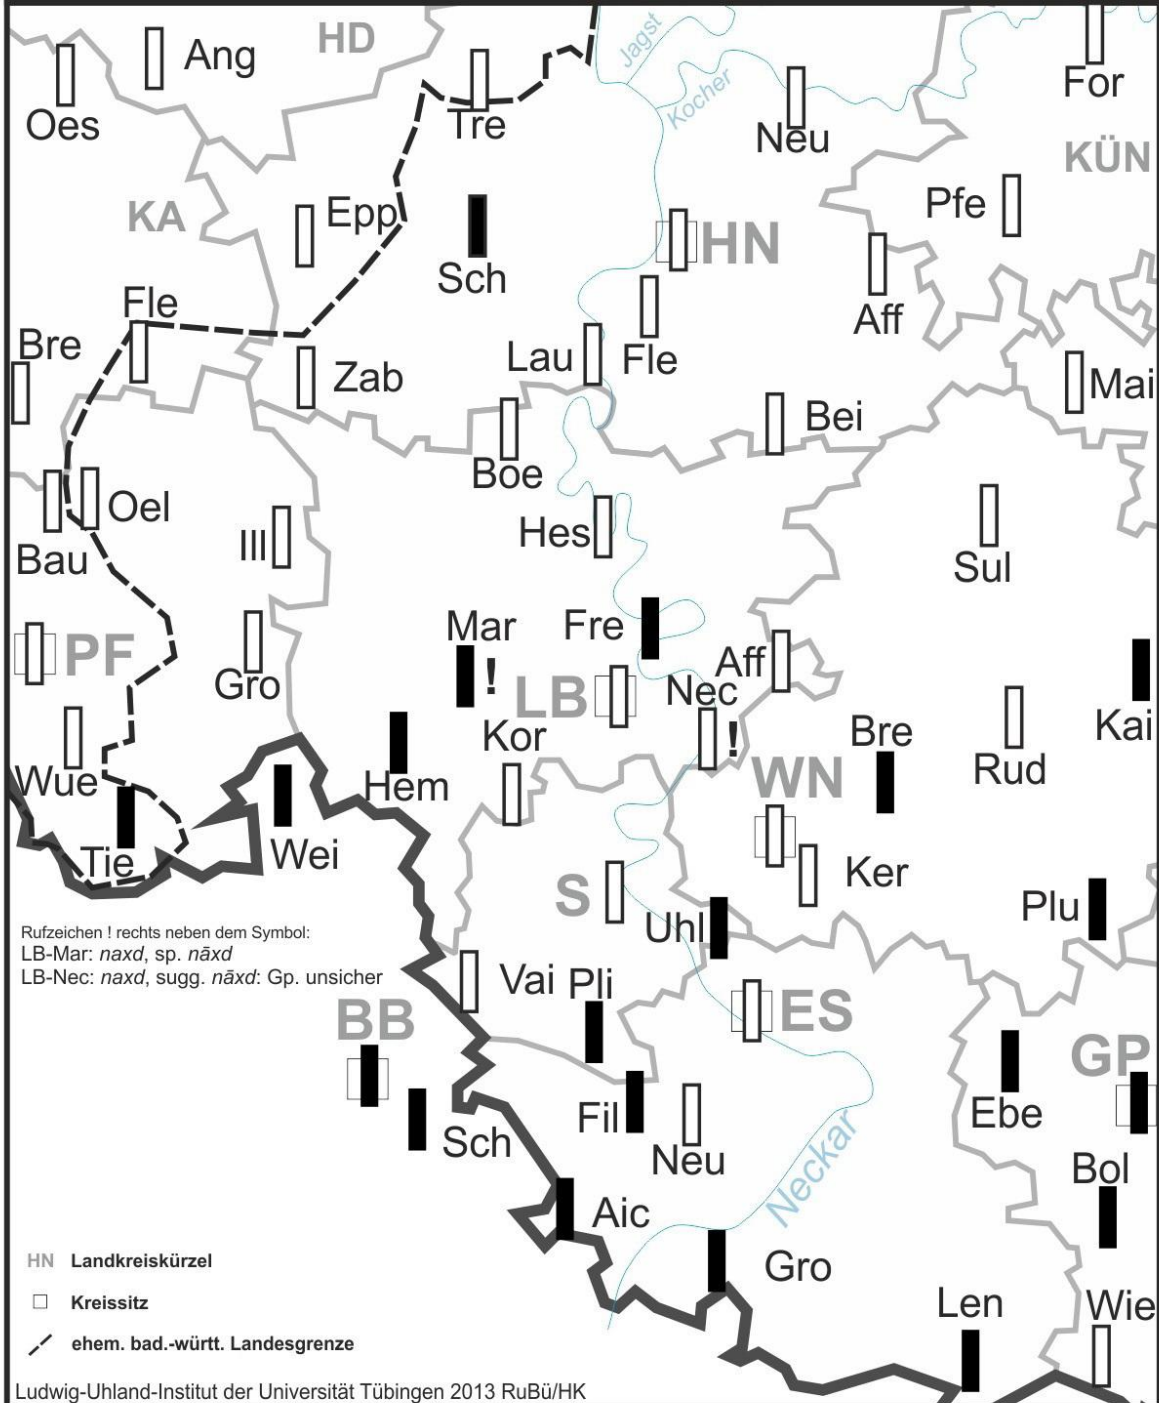 HD
Jagst
Ang
Oes
Tre
Kocher
Neu
For
KÜN
KA
Epp
Sch
HN
Pfe
Aff
Fle
Bre
Zab
Lau
Fle
Mai
Bei
Boe
Oel
Bau
Ill
Hes
Sul
Mar
!
Fre
PF
Gro
LB
Aff
Nec
!
Kor
Bre
Kai
Rud
WN
Wue
Hem
Tie
Wei
Ker
S
Uhl
Plu
Rufzeichen ! rechts neben dem Symbol:
LB-Mar: naxd, sp. nāxd
LB-Nec: naxd, sugg. nāxd: Gp. unsicher
Vai
Pli
BB
ES
GP
Ebe
Fil
Sch
Neu
Neckar
Bol
Aic
Gro
HN Landkreiskürzel
Kreissitz
Len
Wie
ehem. bad.-württ. Landesgrenze
Ludwig-Uhland-Institut der Universität Tübingen 2013 RuBü/HK